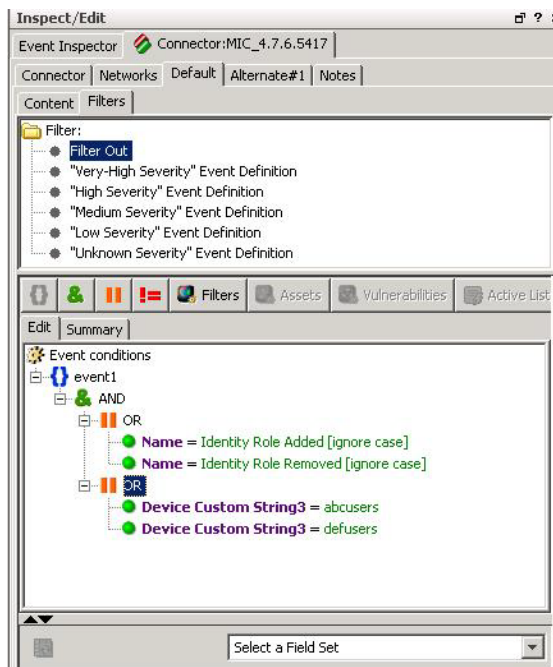 Inspect/Edit
Event Inspector Connector:MIC_4.7.6.5417
Connector Networks Default Alternate#1 Notes
Content Filters
Filter:
Filter Out
"Very-High Severity" Event Definition
"High Severity" Event Definition
"Medium Severity" Event Definition
"Low Severity" Event Definition
"Unknown Severity" Event Definition
{} & != Filters Assets Vulnerabilities Active List
Edit Summary
Event conditions
{} event1
& AND
OR
Name = Identity Role Added [ignore case]
Name = Identity Role Removed [ignore case]
OR
Device Custom String3 = abcusers
Device Custom String3 = defusers
Select a Field Set